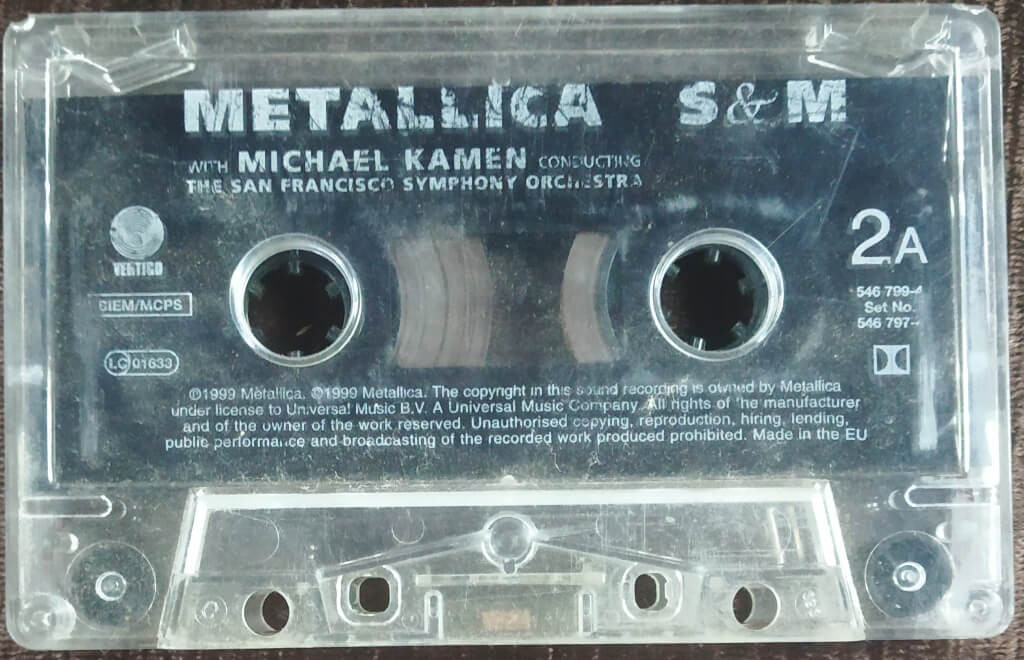 METALLICA S&M
WITH MICHAEL KAMEN CONDUCTING
THE SAN FRANCISCO SYMPHONY ORCHESTRA
VERTIGO
2A
BIEM/MCPS
546 799-4
Set No.
546 797-
LC 01633
℗1999 Metallica. ©1999 Metallica. The copyright in this sound recording is owned by Metallica
under license to Universal Music B.V. A Universal Music Company. All rights of the manufacturer
and of the owner of the work reserved. Unauthorised copying, reproduction, hiring, lending,
public performance and broadcasting of the recorded work produced prohibited. Made in the EU